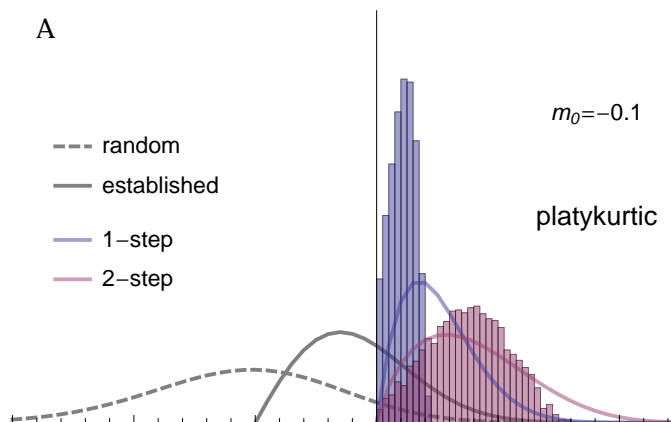 A
m₀=−0.1
random
established
platykurtic
1−step
2−step